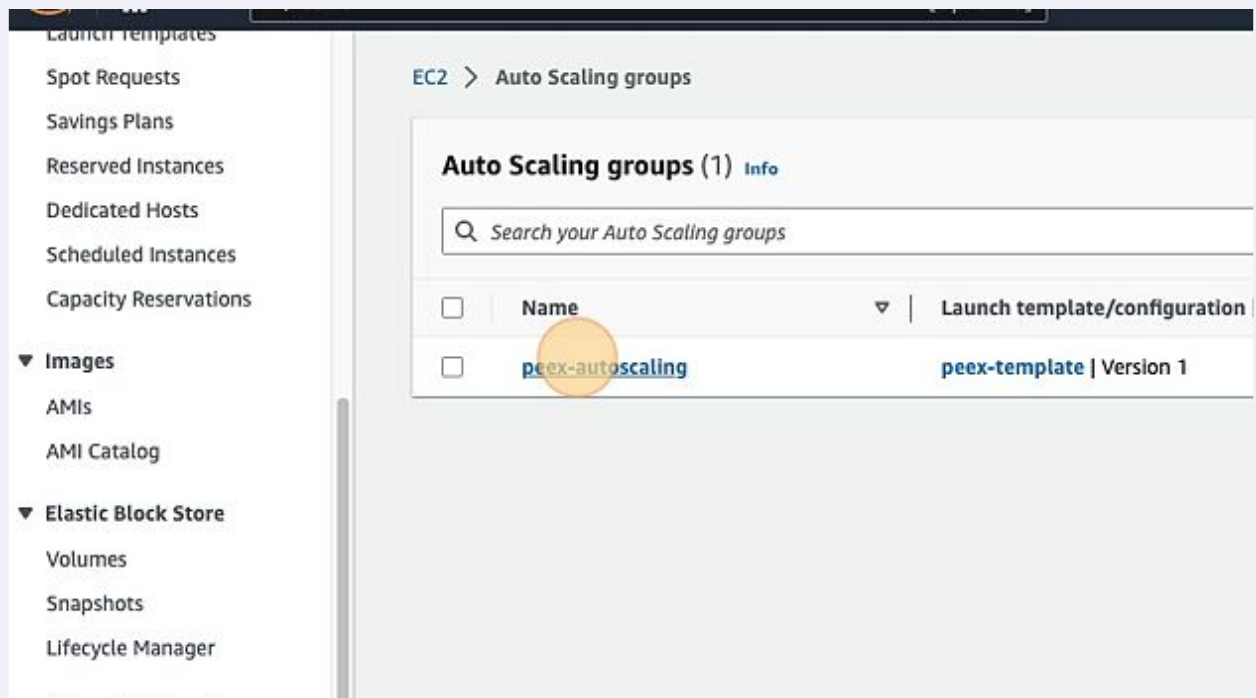 Launch Templates
Spot Requests
Savings Plans
Reserved Instances
Dedicated Hosts
Scheduled Instances
Capacity Reservations
Images
AMIs
AMI Catalog
Elastic Block Store
Volumes
Snapshots
Lifecycle Manager
EC2 > Auto Scaling groups
Auto Scaling groups (1) Info
Search your Auto Scaling groups
Name | Launch template/configuration
peex-autoscaling peex-template | Version 1